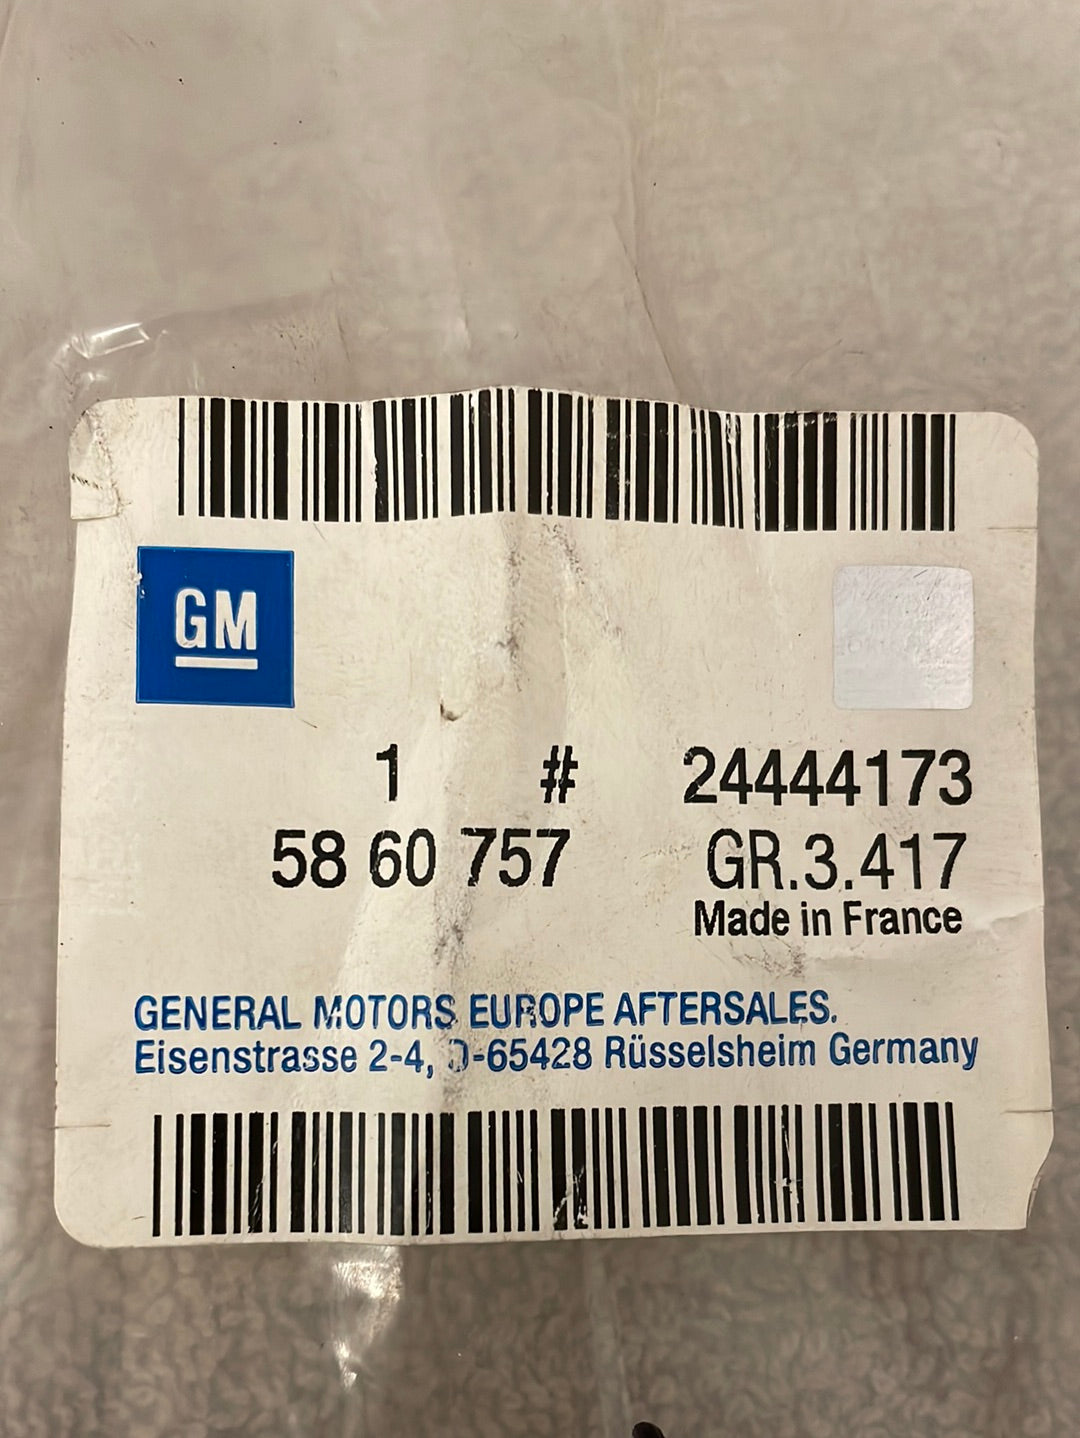 GM
1 # 24444173
58 60 757 GR.3.417
Made in France
GENERAL MOTORS EUROPE AFTERSALES.
Eisenstrasse 2-4, D-65428 Rüsselsheim Germany